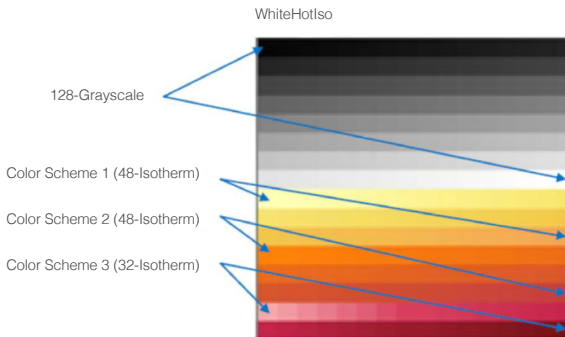 WhiteHotIso
128-Grayscale
Color Scheme 1 (48-Isotherm)
Color Scheme 2 (48-Isotherm)
Color Scheme 3 (32-Isotherm)